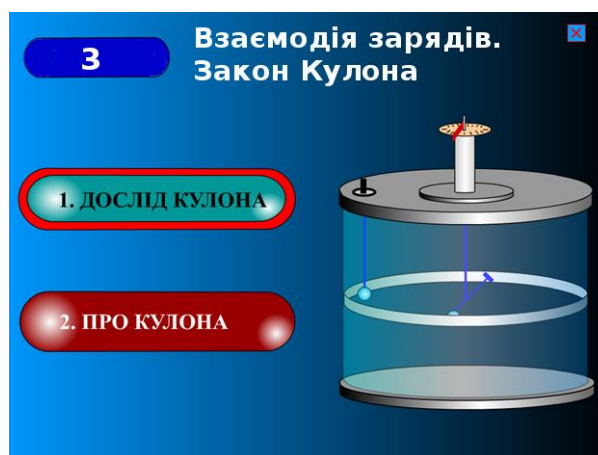 3
Взаємодія зарядів.
Закон Кулона
1. ДОСЛІД КУЛОНА
2. ПРО КУЛОНА